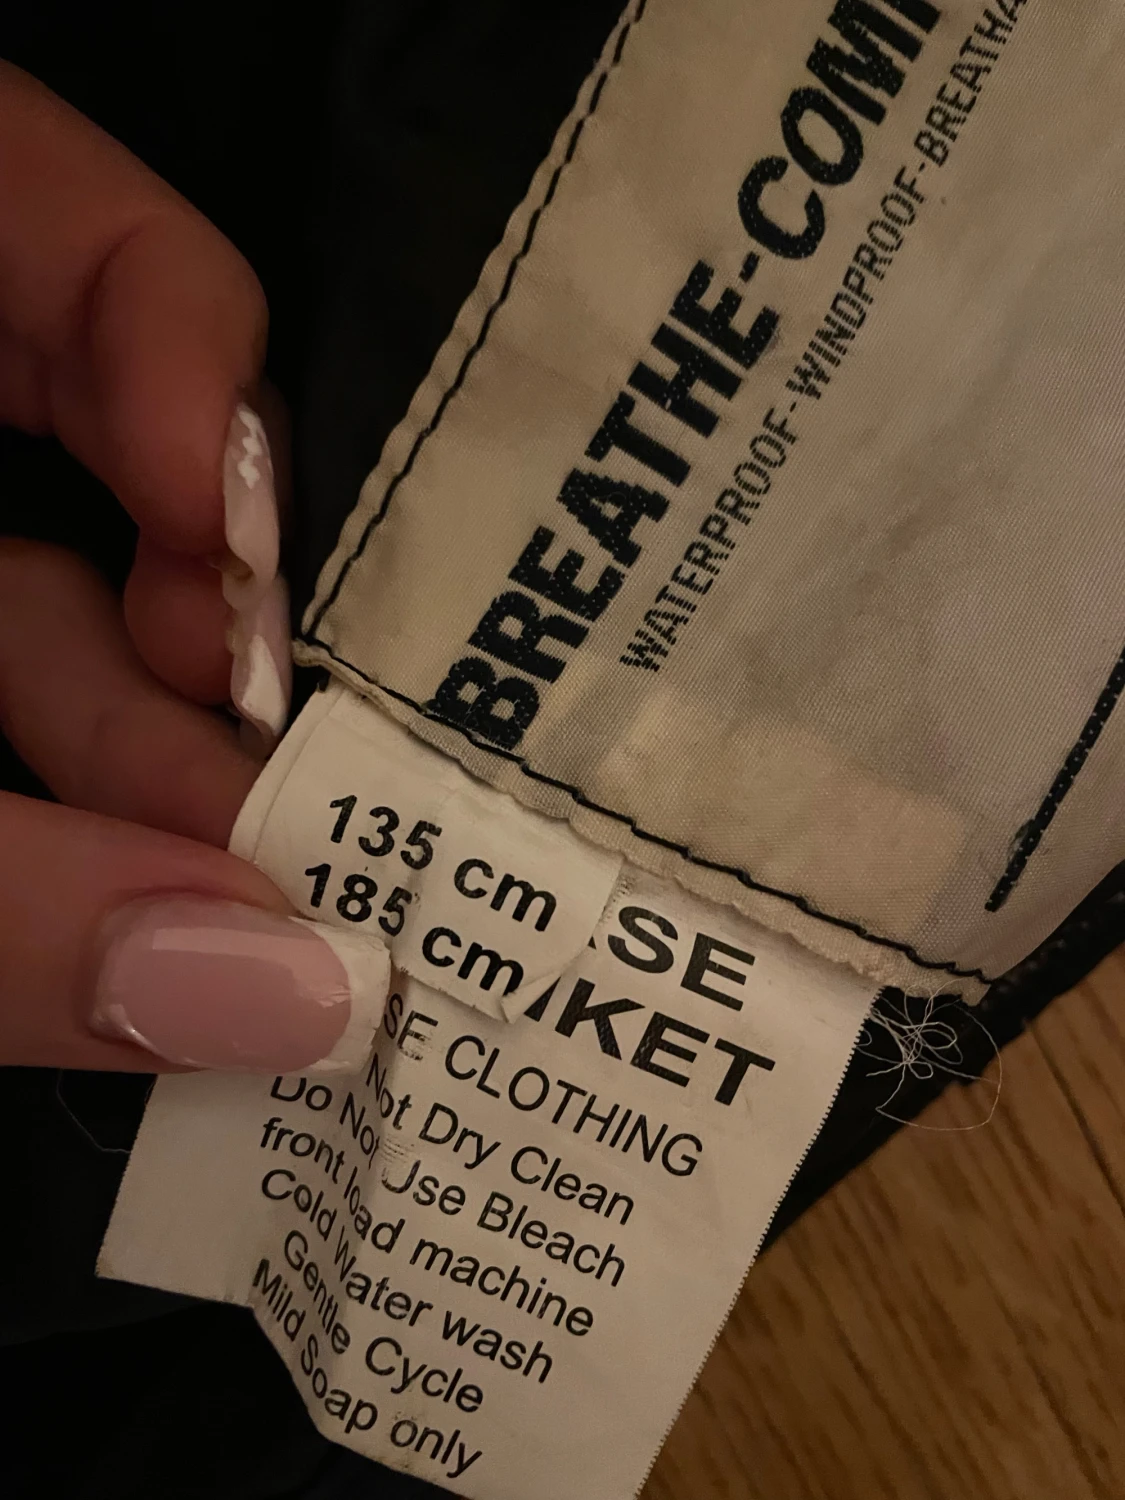 BREATHE-COM
WATERPROOF-WINDPROOF-BREATHA
135 cm
185 cm
SE
KET
SE CLOTHING
Not Dry Clean
Do Not Use Bleach
front load machine
Cold Water wash
Gentle Cycle
Mild Soap only